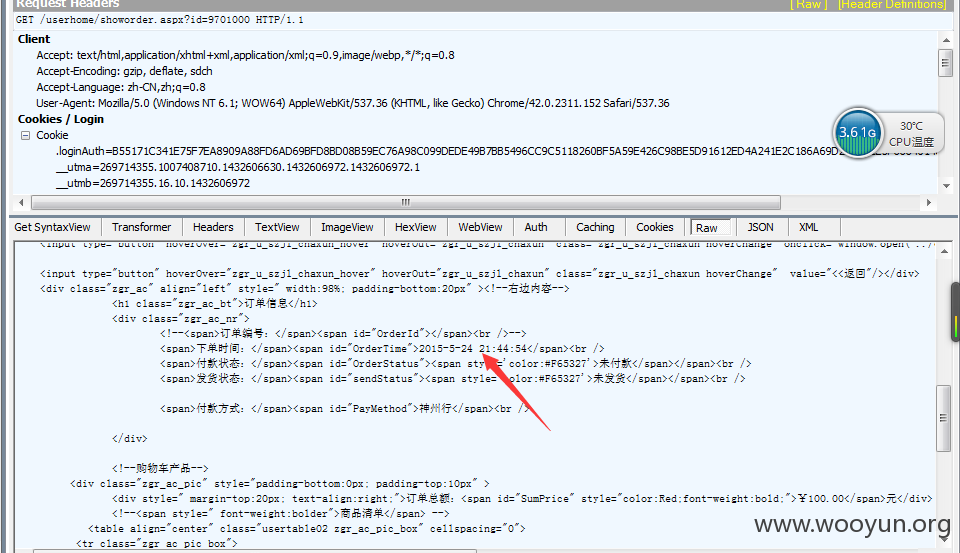 Request Headers
[ Raw ] [Header Definitions]
GET /userhome/showorder.aspx?id=9701000 HTTP/1.1
Client
Accept: text/html,application/xhtml+xml,application/xml;q=0.9,image/webp,*/*;q=0.8
Accept-Encoding: gzip, deflate, sdch
Accept-Language: zh-CN,zh;q=0.8
User-Agent: Mozilla/5.0 (Windows NT 6.1; WOW64) AppleWebKit/537.36 (KHTML, like Gecko) Chrome/42.0.2311.152 Safari/537.36
Cookies / Login
Cookie
.loginAuth=B55171C341E75F7EA8909A88FD6AD69BFD8BD08B59EC76A98C099DEDE49B7BB5496CC9C5118260BF5A59E426C98BE5D91612ED4A241E2C186A69D
__utma=269714355.1007408710.1432606630.1432606972.1432606972.1
__utmb=269714355.16.10.1432606972
3.61G
30℃
CPU温度
Get SyntaxView Transformer Headers TextView ImageView HexView WebView Auth Caching Cookies Raw JSON XML
<input type="button" hoverOver="zgr_u_szjl_chaxun_hover" hoverOut="zgr_u_szjl_chaxun" class="zgr_u_szjl_chaxun hoverChange" onclick="window.open('../
<input type="button" hoverOver="zgr_u_szjl_chaxun_hover" hoverOut="zgr_u_szjl_chaxun" class="zgr_u_szjl_chaxun hoverChange" value="<<返回"/></div>
<div class="zgr_ac" align="left" style=" width:98%; padding-bottom:20px" ><!--右边内容-->
<h1 class="zgr_ac_bt">订单信息</h1>
<div class="zgr_ac_nr">
<!--<span>订单编号：</span><span id="OrderId"></span><br />-->
<span>下单时间：</span><span id="OrderTime">2015-5-24 21:44:54</span><br />
<span>付款状态：</span><span id="OrderStatus"><span style='color:#F65327'>未付款</span></span><br />
<span>发货状态：</span><span id="sendStatus"><span style='color:#F65327'>未发货</span></span><br />
<span>付款方式：</span><span id="PayMethod">神州行</span><br />
</div>
<!--购物车产品-->
<div class="zgr_ac_pic" style="padding-bottom:0px; padding-top:10px" >
<div style=" margin-top:20px; text-align:right;">订单总额：<span id="SumPrice" style="color:Red;font-weight:bold;">￥100.00</span>元</div>
<!--<span style=" font-weight:bolder">商品清单</span> -->
<table align="center" class="usertable02 zgr_ac_pic_box" cellspacing="0">
<tr class="zgr_ac_pic_box">
www.wooyun.org